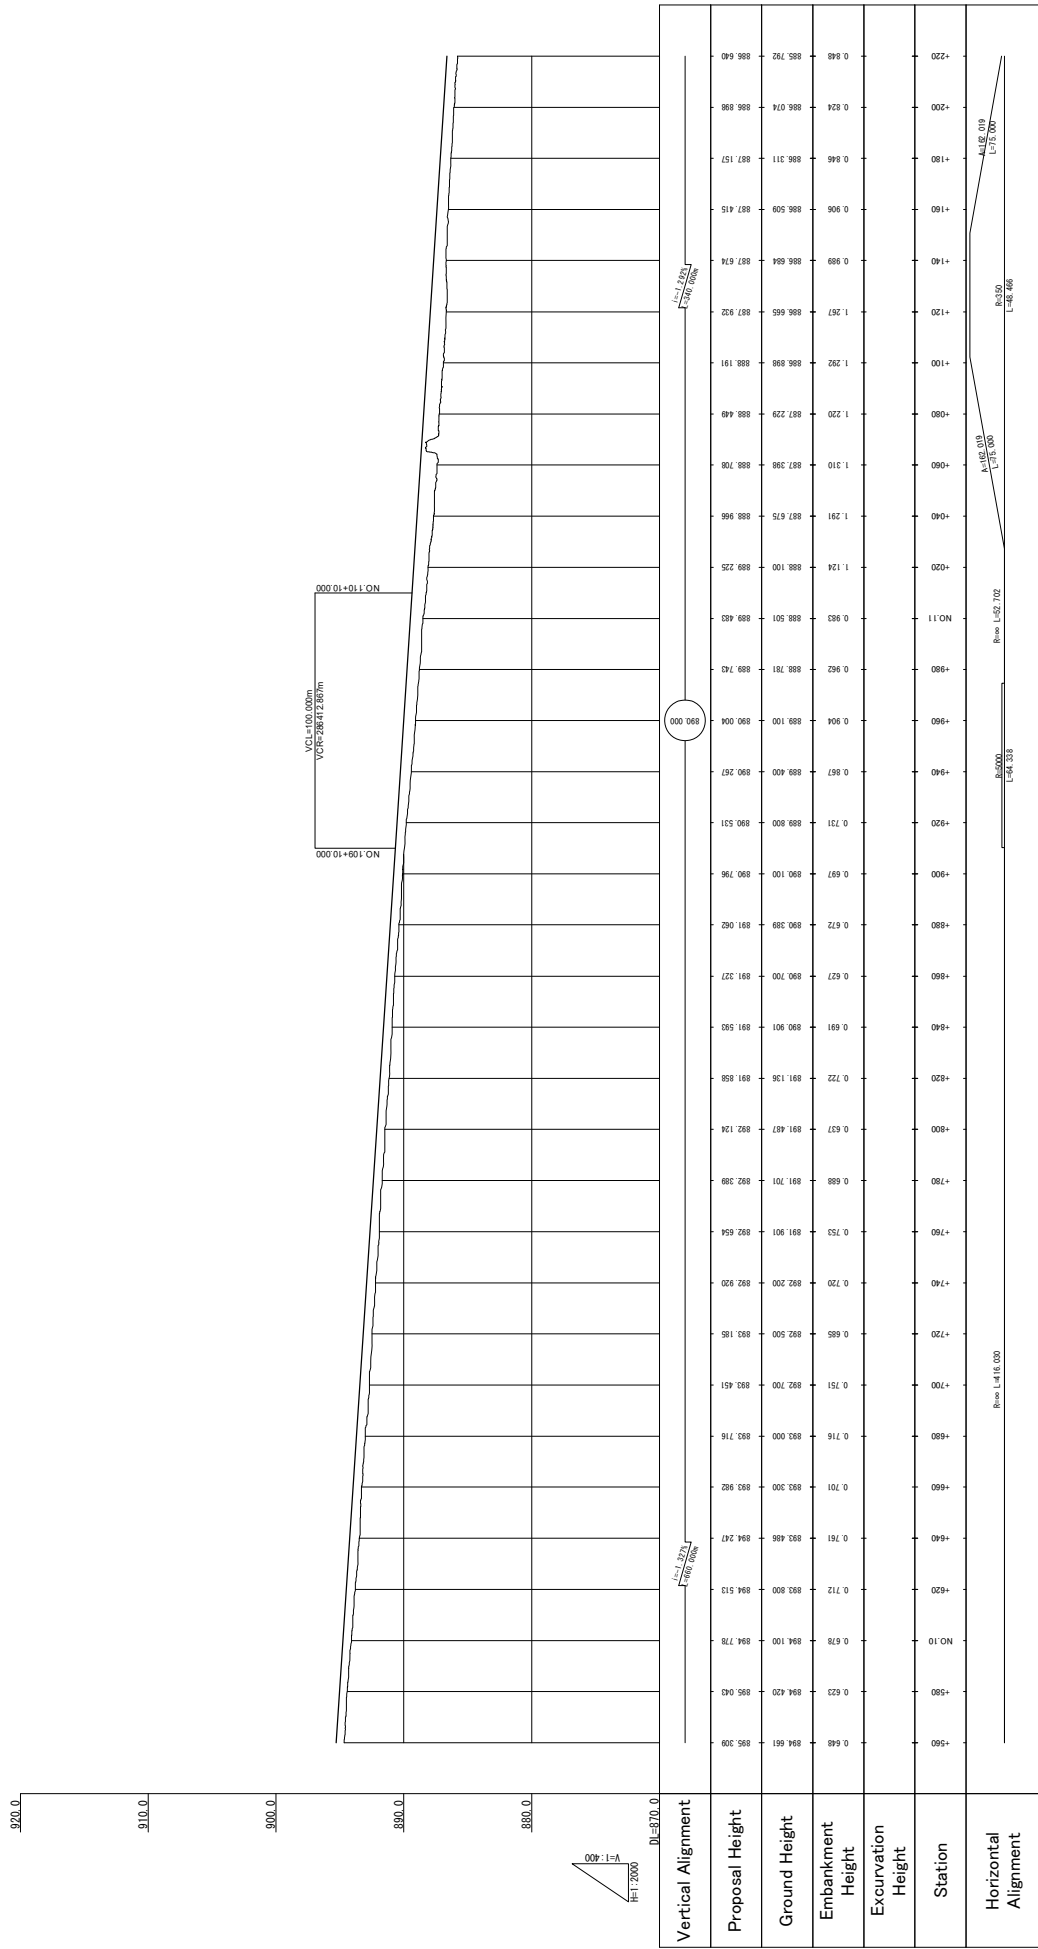 920.0
910.0
900.0
890.0
880.0
DL=870.0
V=1:400
H=1:2000
VCL=100.000m
VCR=286412.867m
NO.109+10.000
NO.110+10.000
Vertical Alignment
i=-1.327%
L=660.000m
890.000
i=-1.292%
L=340.000m
Proposal Height
895.309 895.043 894.778 894.513 894.247 893.982 893.716 893.451 893.185 892.920 892.654 892.389 892.124 891.858 891.593 891.327 891.062 890.796 890.531 890.267 890.004 889.743 889.483 889.225 888.966 888.708 888.449 888.191 887.932 887.674 887.415 887.157 886.898 886.640
Ground Height
894.661 894.420 894.100 893.800 893.486 893.300 893.000 892.700 892.500 892.200 891.901 891.701 891.487 891.136 890.901 890.700 890.389 890.100 889.800 889.400 889.100 888.781 888.501 888.100 887.675 887.398 887.229 886.898 886.665 886.684 886.509 886.311 886.074 885.792
Embankment
Height
0.648 0.623 0.678 0.712 0.761 0.701 0.716 0.751 0.685 0.720 0.753 0.688 0.637 0.722 0.691 0.627 0.672 0.697 0.731 0.867 0.904 0.962 0.983 1.124 1.291 1.310 1.220 1.292 1.267 0.989 0.906 0.846 0.824 0.848
Excurvation
Height
Station
+560 +580 NO.10 +620 +640 +660 +680 +700 +720 +740 +760 +780 +800 +820 +840 +860 +880 +900 +920 +940 +960 +980 NO.11 +020 +040 +060 +080 +100 +120 +140 +160 +180 +200 +220
Horizontal
Alignment
R=∞ L=416.030
R=5000
L=64.338
R=∞ L=52.702
A=162.019
L=75.000
R=350
L=48.466
A=162.019
L=75.000